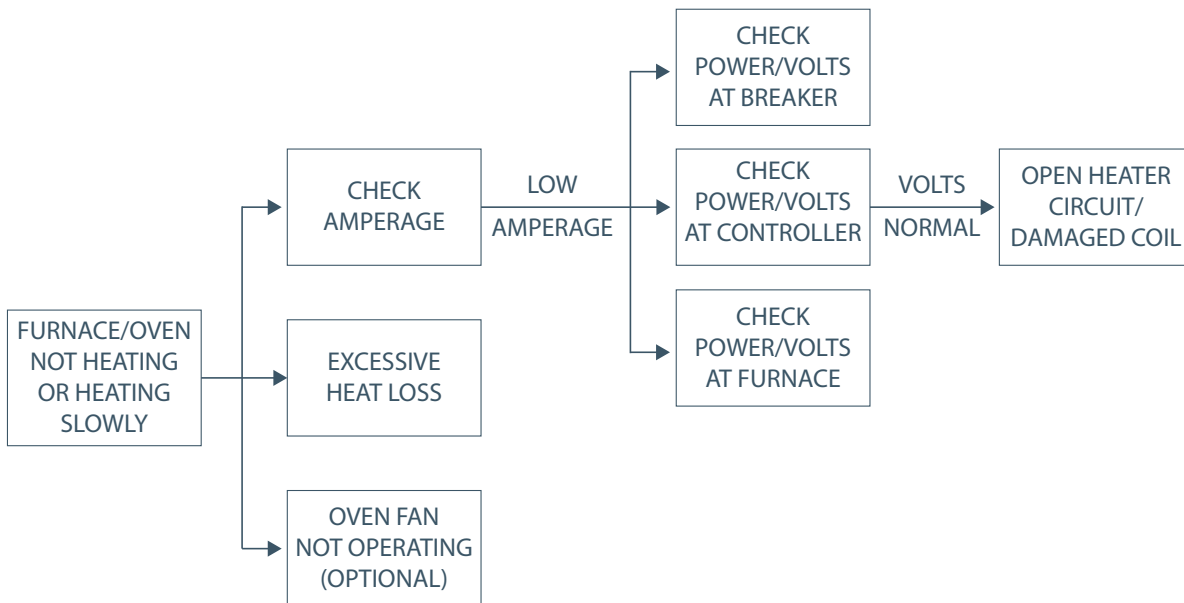 FURNACE/OVEN
NOT HEATING
OR HEATING
SLOWLY
CHECK
AMPERAGE
EXCESSIVE
HEAT LOSS
OVEN FAN
NOT OPERATING
(OPTIONAL)
LOW
AMPERAGE
CHECK
POWER/VOLTS
AT BREAKER
CHECK
POWER/VOLTS
AT CONTROLLER
CHECK
POWER/VOLTS
AT FURNACE
VOLTS
NORMAL
OPEN HEATER
CIRCUIT/
DAMAGED COIL